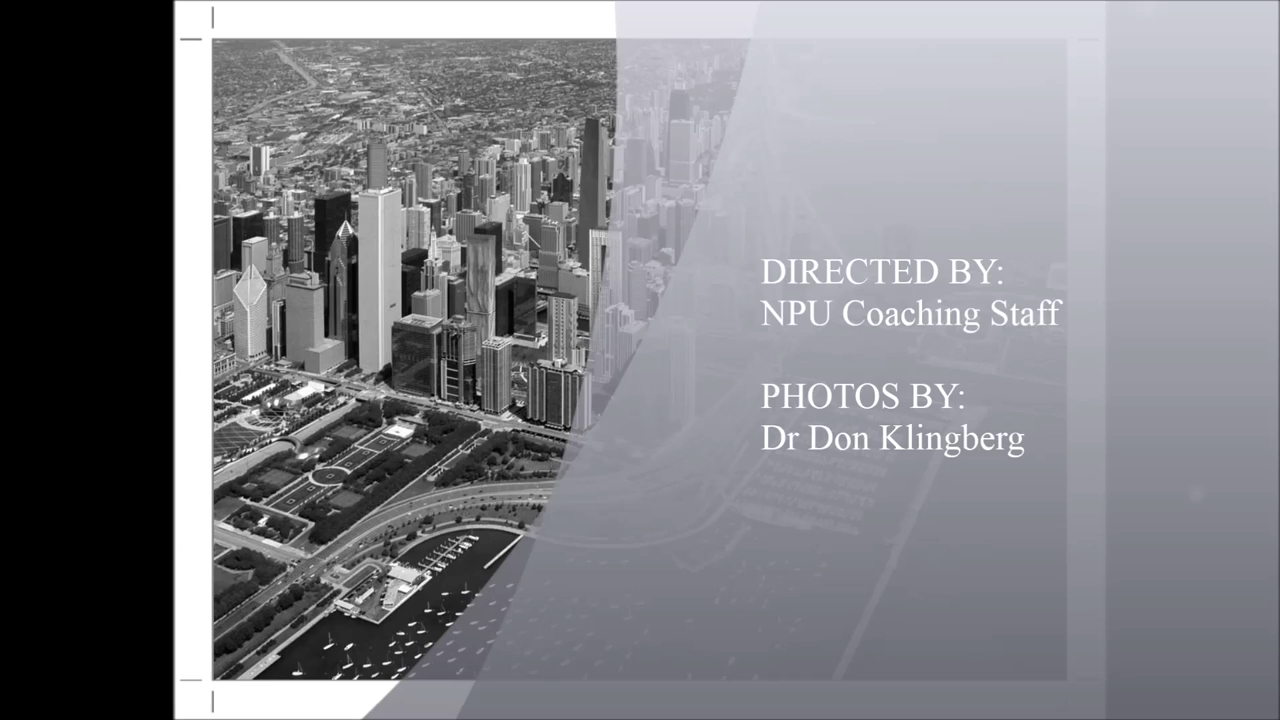 DIRECTED BY:
NPU Coaching Staff
PHOTOS BY:
Dr Don Klingberg